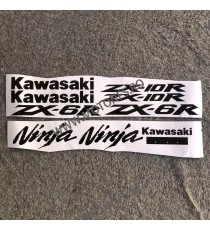 Kawasaki ZX-10R
Kawasaki ZX-10R
ZX-6R ZX-6R
Ninja Ninja Kawasaki